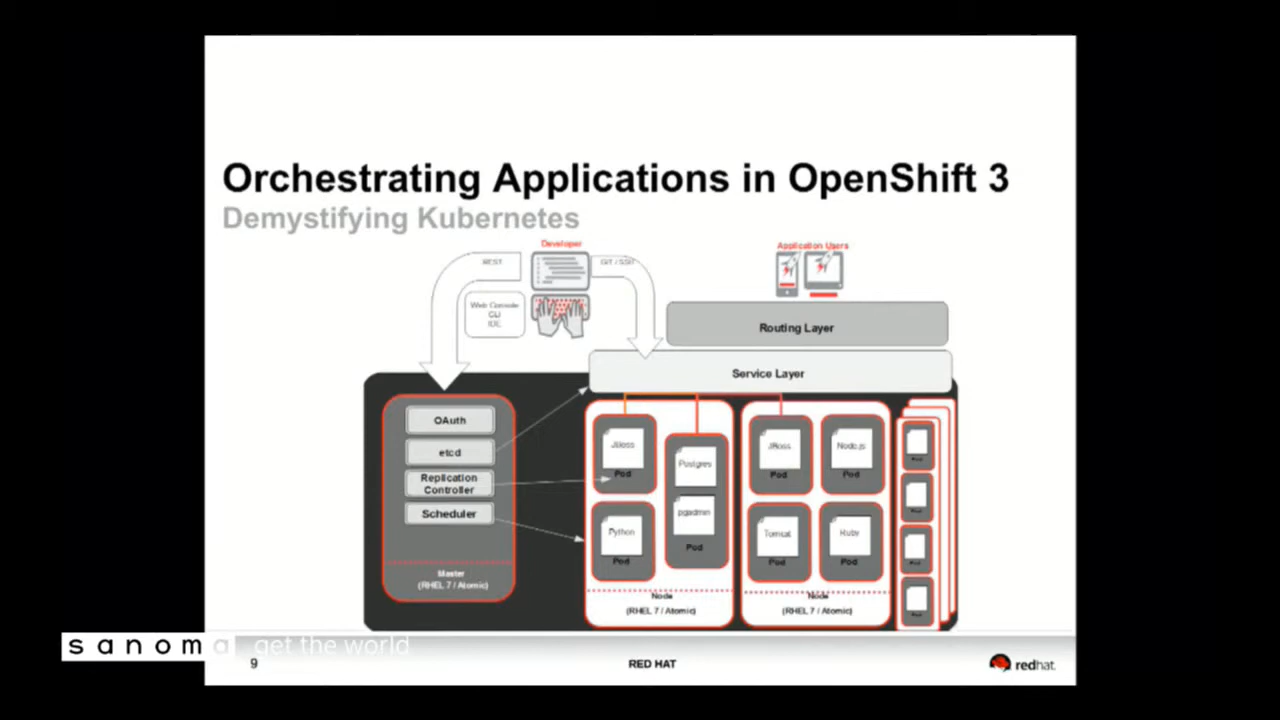 Orchestrating Applications in OpenShift 3
Demystifying Kubernetes
Developer
Application Users
REST
GIT / SSH
Web Console
CLI
IDE
Routing Layer
Service Layer
OAuth
etcd
Replication
Controller
Scheduler
Master
(RHEL 7 / Atomic)
JBoss
Pod
Python
Pod
Postgres
pgadmin
Pod
Node
(RHEL 7 / Atomic)
JBoss
Pod
Node.js
Pod
Tomcat
Pod
Ruby
Pod
Node
(RHEL 7 / Atomic)
Pod
Pod
Pod
Pod
sanoma get the world
9
RED HAT
redhat.